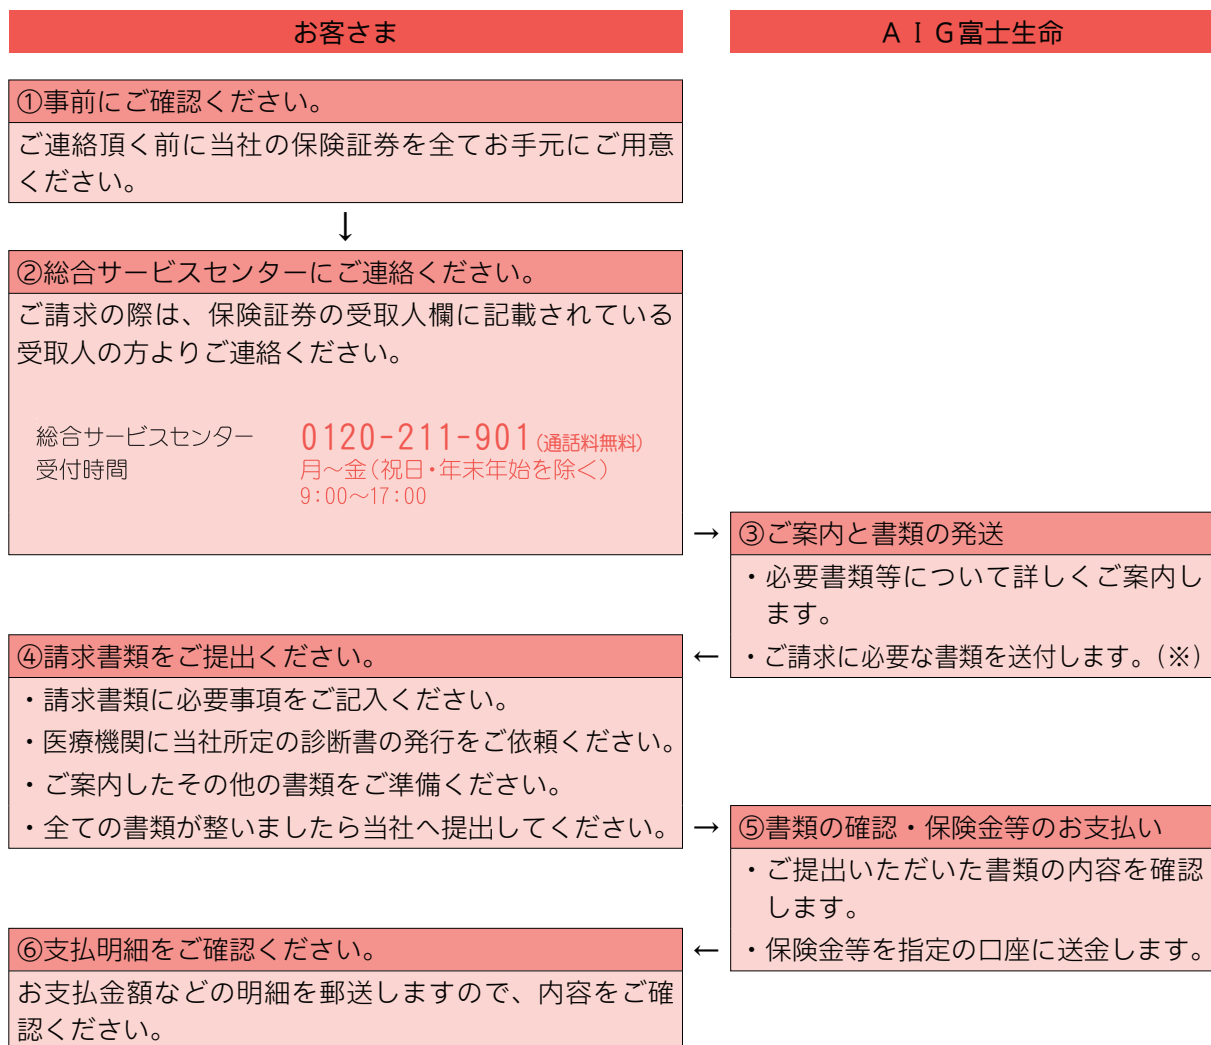 お客さま
ＡＩＧ富士生命
①事前にご確認ください。
ご連絡頂く前に当社の保険証券を全てお手元にご用意
ください。
↓
②総合サービスセンターにご連絡ください。
ご請求の際は、保険証券の受取人欄に記載されている
受取人の方よりご連絡ください。
総合サービスセンター 0120-211-901(通話料無料)
受付時間 月～金(祝日・年末年始を除く)
9:00～17:00
→
③ご案内と書類の発送
・必要書類等について詳しくご案内し
ます。
・ご請求に必要な書類を送付します。(※)
←
④請求書類をご提出ください。
・請求書類に必要事項をご記入ください。
・医療機関に当社所定の診断書の発行をご依頼ください。
・ご案内したその他の書類をご準備ください。
・全ての書類が整いましたら当社へ提出してください。
→
⑤書類の確認・保険金等のお支払い
・ご提出いただいた書類の内容を確認
します。
・保険金等を指定の口座に送金します。
←
⑥支払明細をご確認ください。
お支払金額などの明細を郵送しますので、内容をご確
認ください。